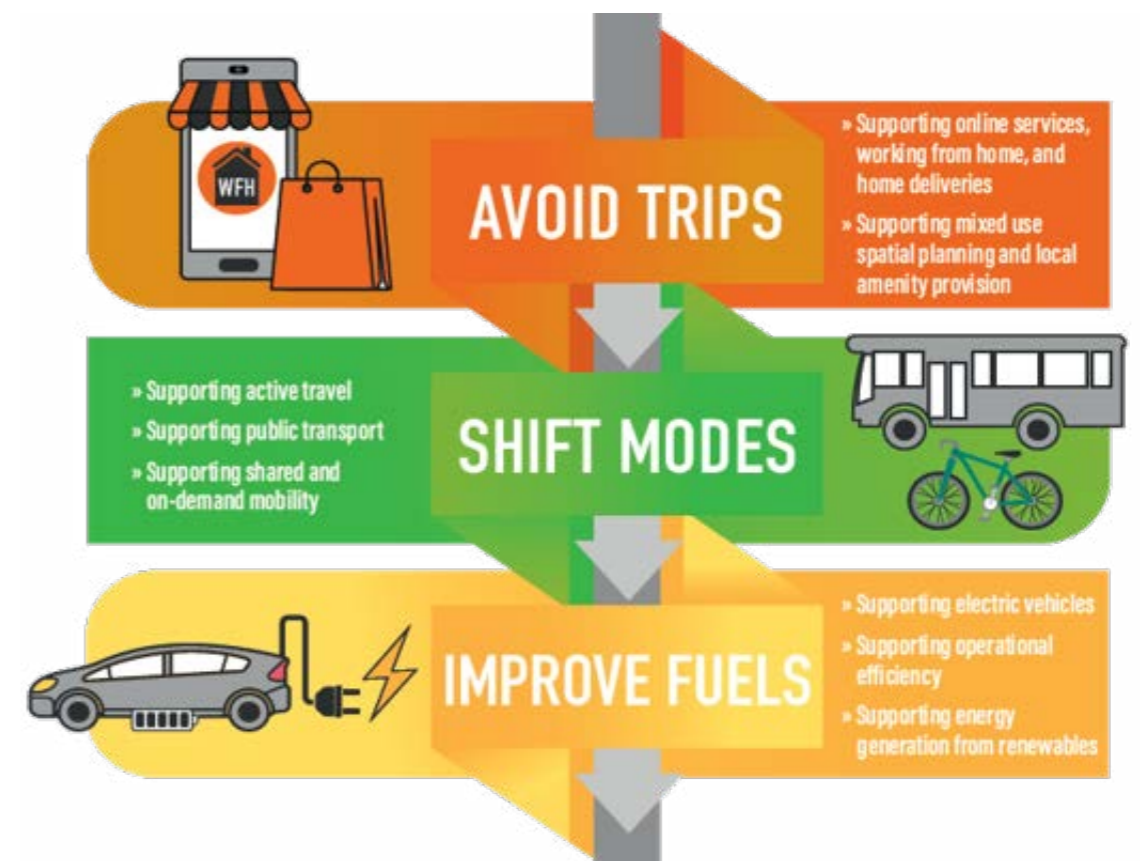 WFH
AVOID TRIPS
» Supporting online services,
working from home, and
home deliveries
» Supporting mixed use
spatial planning and local
amenity provision
» Supporting active travel
» Supporting public transport
» Supporting shared and
on-demand mobility
SHIFT MODES
IMPROVE FUELS
» Supporting electric vehicles
» Supporting operational
efficiency
» Supporting energy
generation from renewables